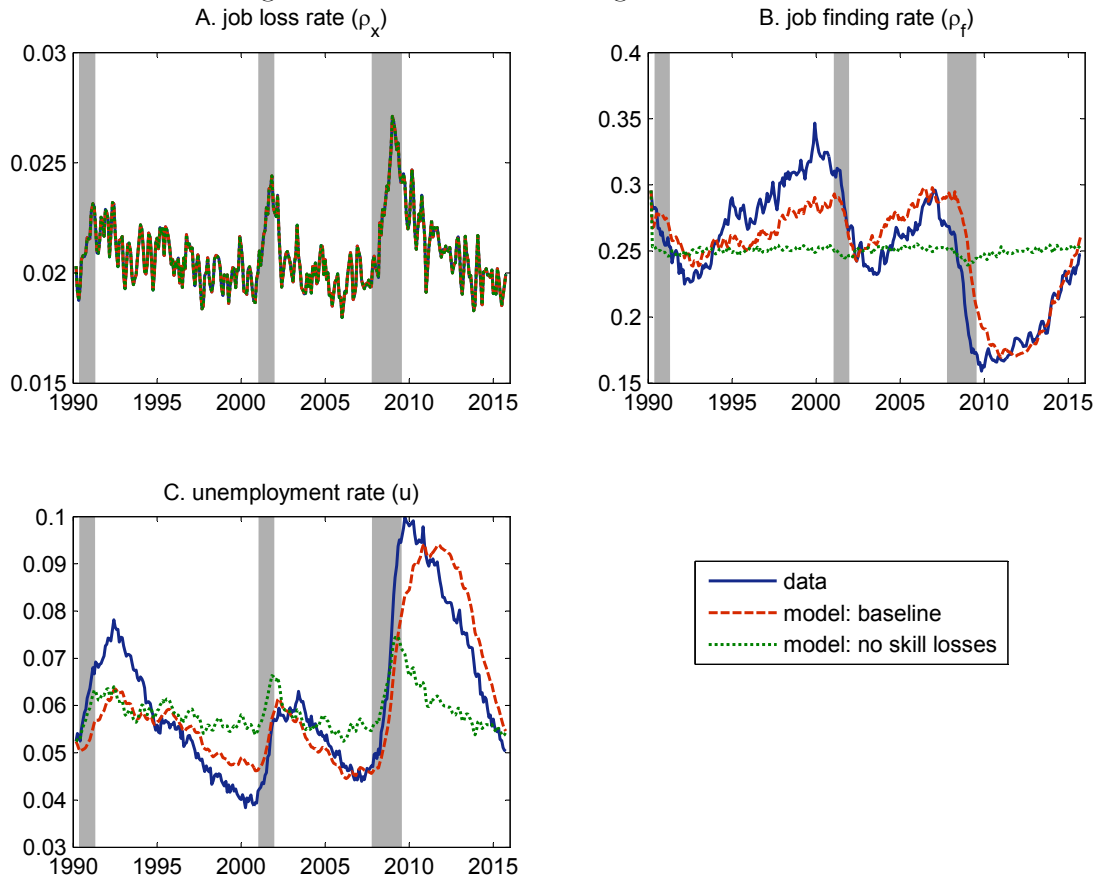 A. job loss rate (ρx)
0.03
0.025
0.02
0.015
1990 1995 2000 2005 2010 2015
B. job finding rate (ρf)
0.4
0.35
0.3
0.25
0.2
0.15
1990 1995 2000 2005 2010 2015
C. unemployment rate (u)
0.1
0.09
0.08
0.07
0.06
0.05
0.04
0.03
1990 1995 2000 2005 2010 2015
data
model: baseline
model: no skill losses